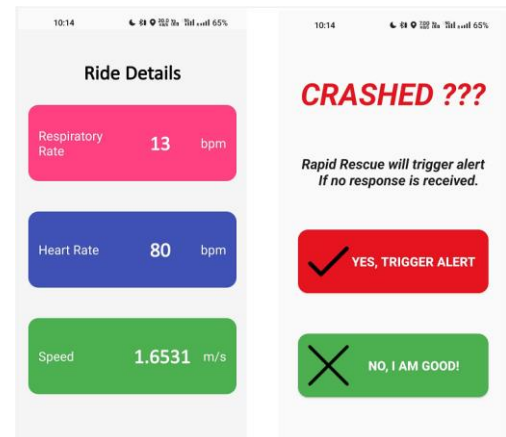 10:14
65%
Ride Details
Respiratory
Rate
13 bpm
Heart Rate 80 bpm
Speed 1.6531 m/s
10:14
65%
CRASHED ???
Rapid Rescue will trigger alert
If no response is received.
YES, TRIGGER ALERT
NO, I AM GOOD!